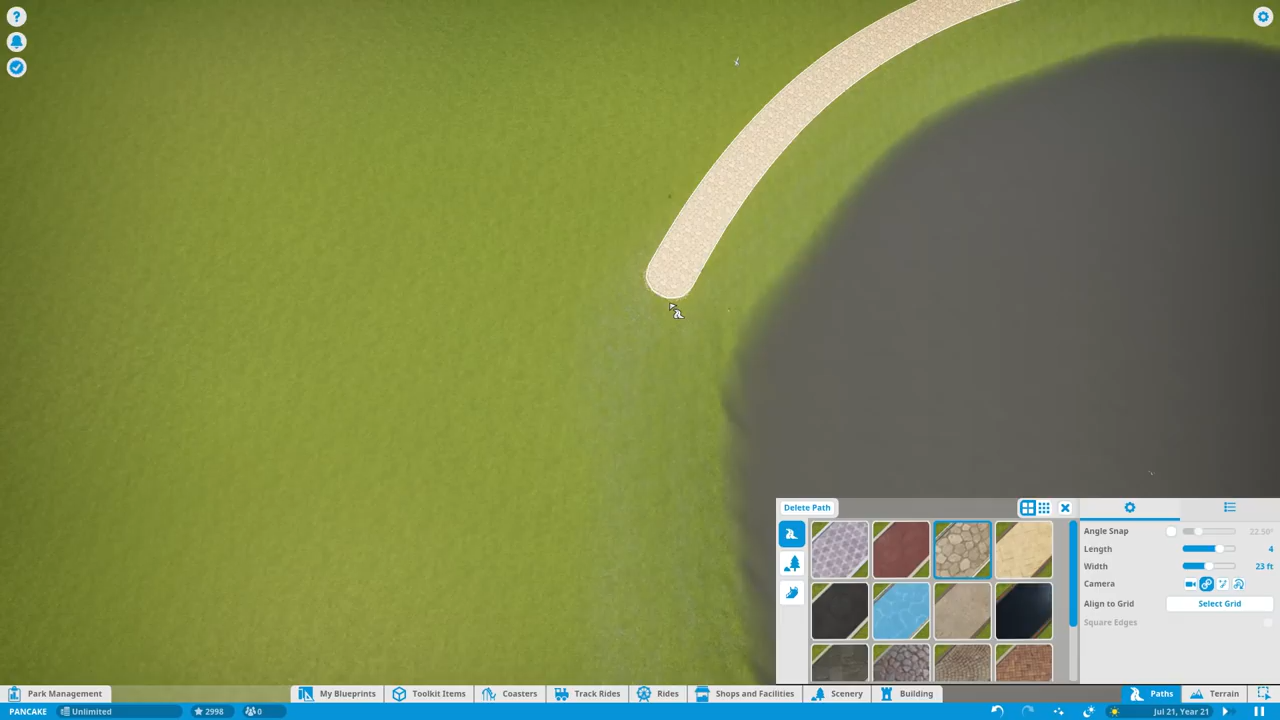 ?
Delete Path
Angle Snap 22.50°
Length 4
Width 23 ft
Camera
Align to Grid Select Grid
Square Edges
Park Management My Blueprints Toolkit Items Coasters Track Rides Rides Shops and Facilities Scenery Building Paths Terrain
PANCAKE Unlimited 2998 0 Jul 21, Year 21